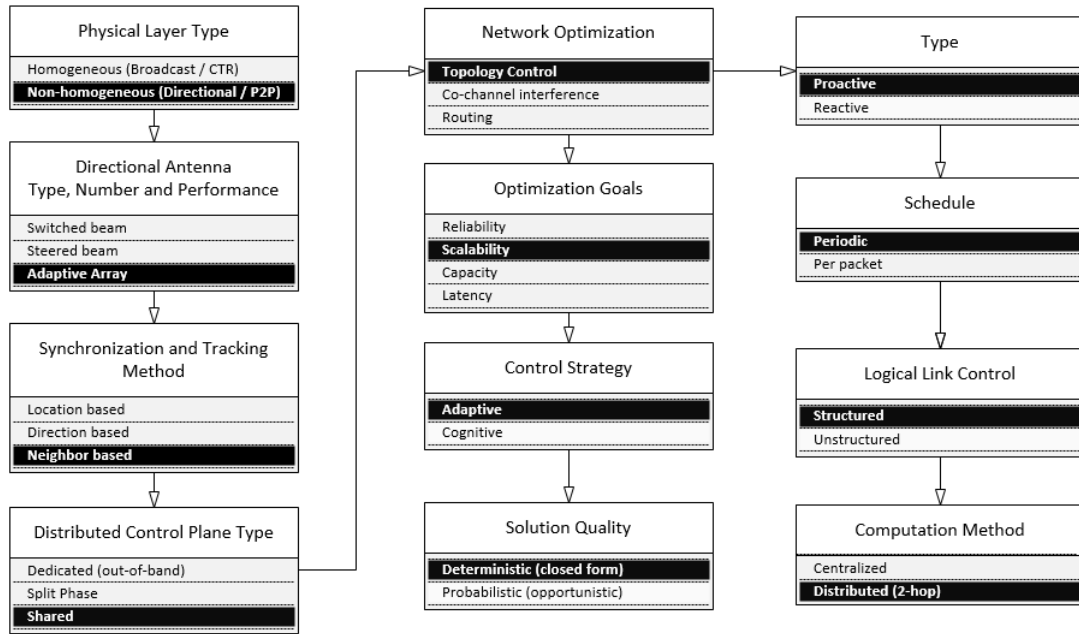 Physical Layer Type
Homogeneous (Broadcast / CTR)
Non-homogeneous (Directional / P2P)
Directional Antenna
Type, Number and Performance
Switched beam
Steered beam
Adaptive Array
Synchronization and Tracking
Method
Location based
Direction based
Neighbor based
Distributed Control Plane Type
Dedicated (out-of-band)
Split Phase
Shared
Network Optimization
Topology Control
Co-channel interference
Routing
Optimization Goals
Reliability
Scalability
Capacity
Latency
Control Strategy
Adaptive
Cognitive
Solution Quality
Deterministic (closed form)
Probabilistic (opportunistic)
Type
Proactive
Reactive
Schedule
Periodic
Per packet
Logical Link Control
Structured
Unstructured
Computation Method
Centralized
Distributed (2-hop)